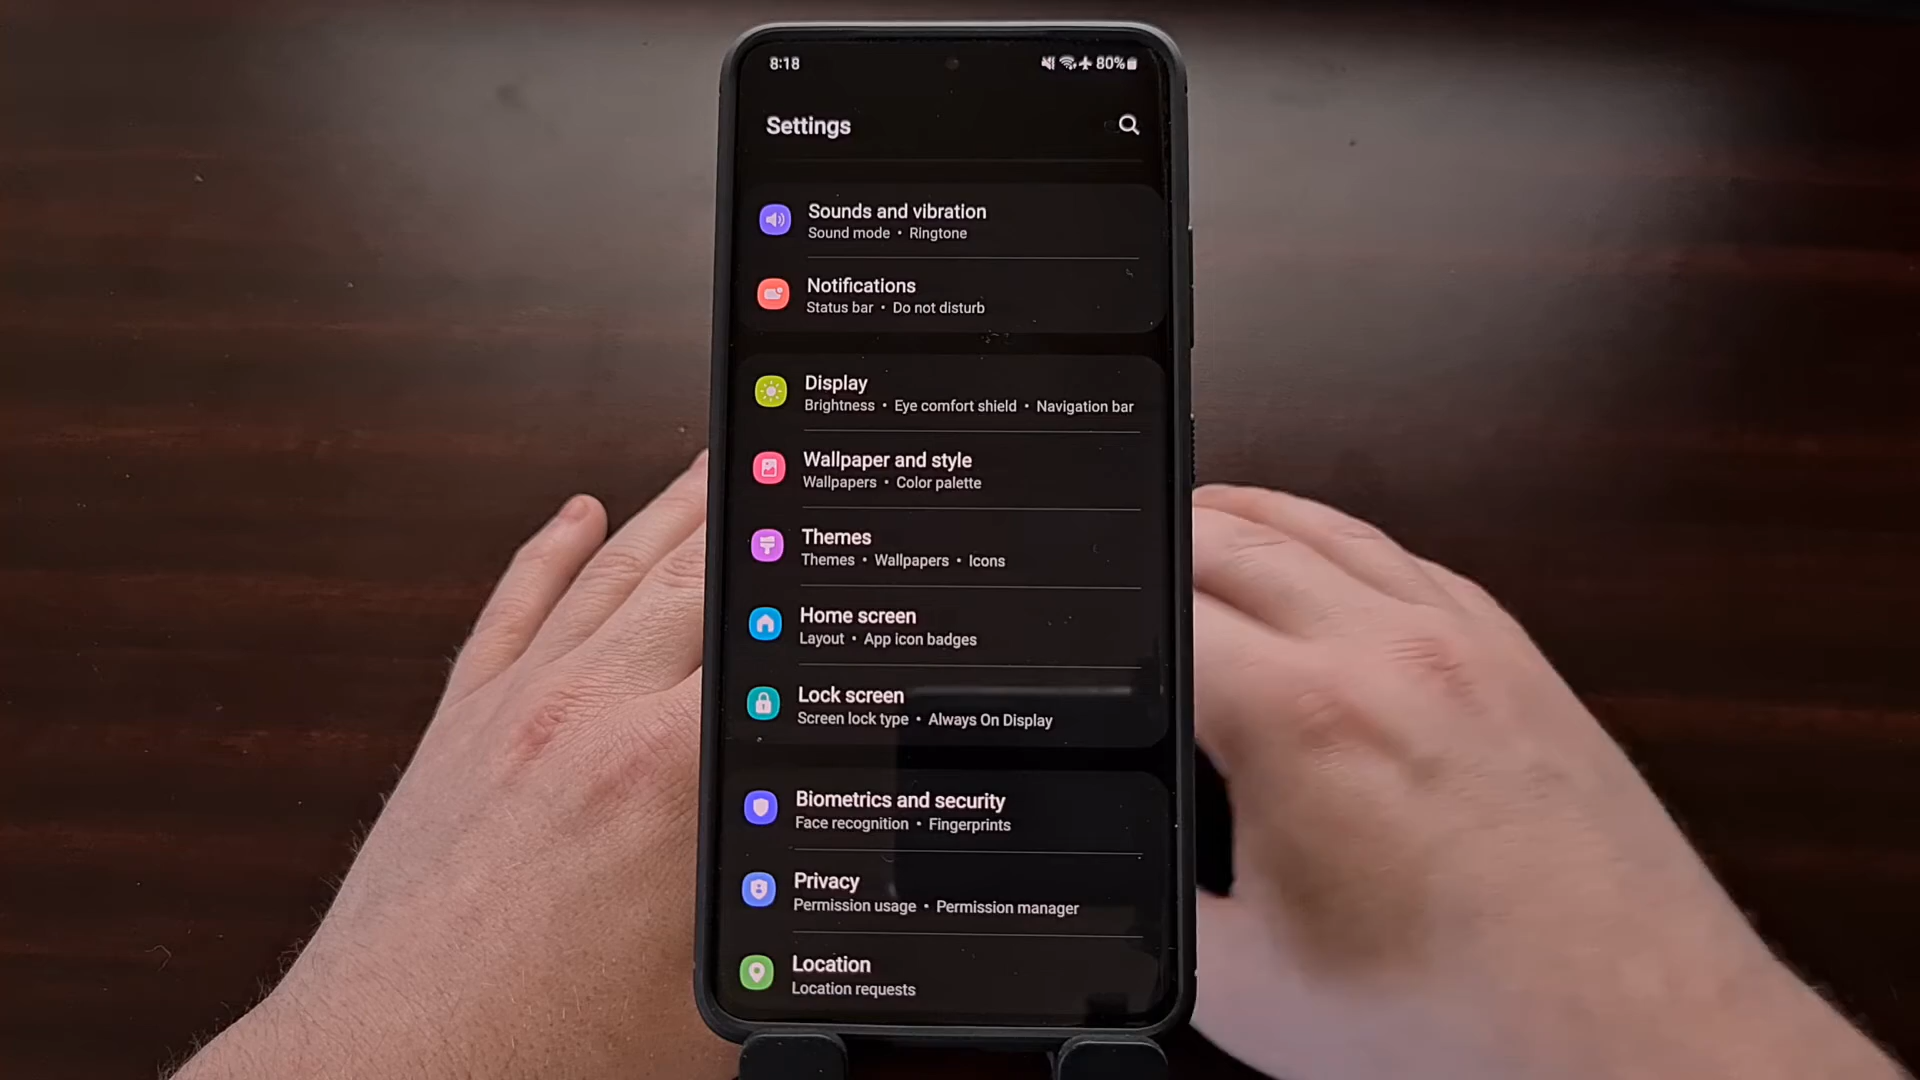 8:18
80%
Settings
Sounds and vibration
Sound mode • Ringtone
Notifications
Status bar • Do not disturb
Display
Brightness • Eye comfort shield • Navigation bar
Wallpaper and style
Wallpapers • Color palette
Themes
Themes • Wallpapers • Icons
Home screen
Layout • App icon badges
Lock screen
Screen lock type • Always On Display
Biometrics and security
Face recognition • Fingerprints
Privacy
Permission usage • Permission manager
Location
Location requests